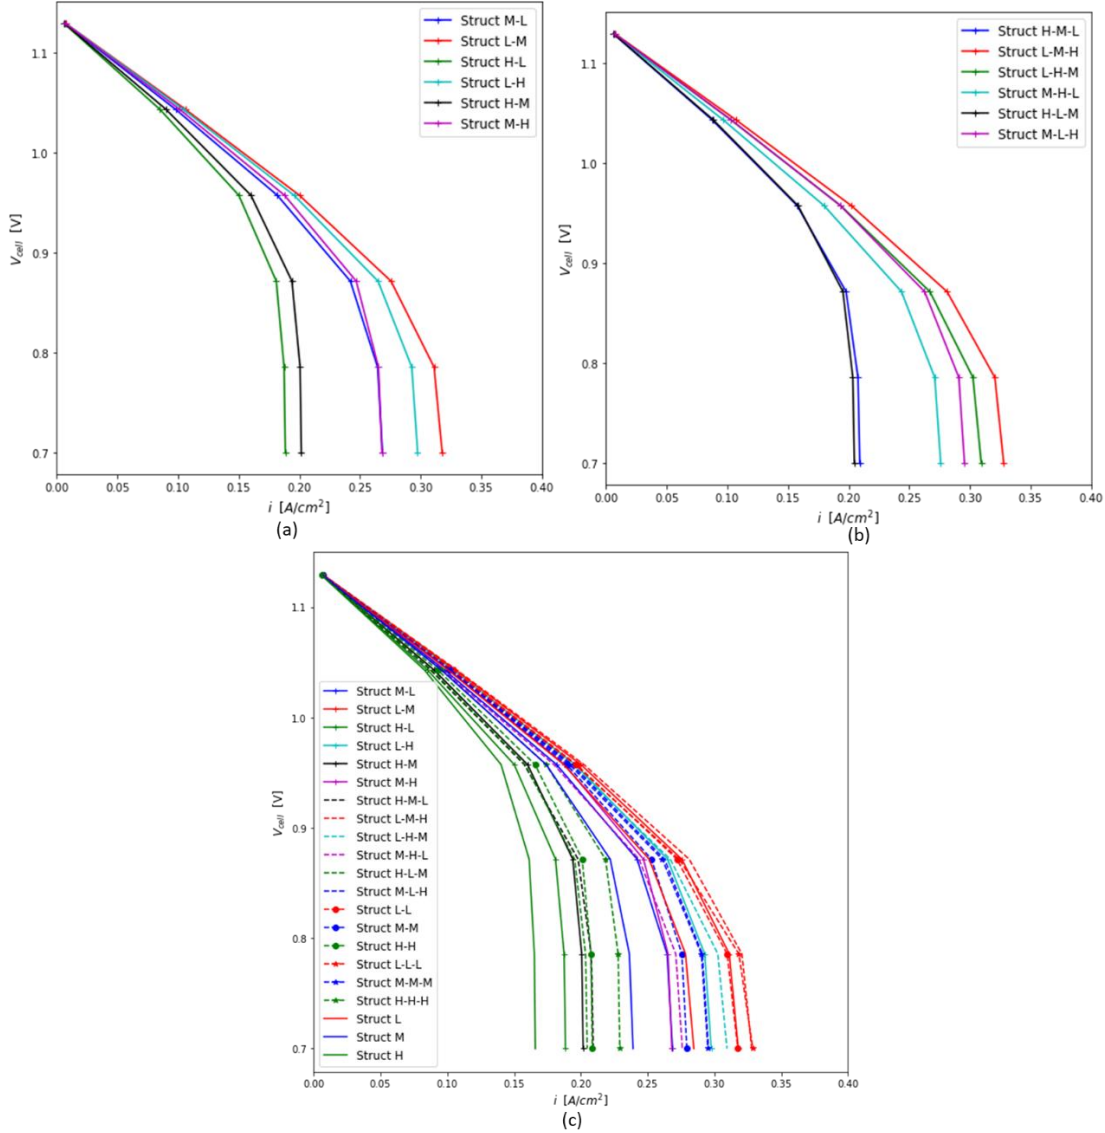 1.1
1.0
0.9
0.8
0.7
V_cell [V]
0.00 0.05 0.10 0.15 0.20 0.25 0.30 0.35 0.40
i [A/cm²]
Struct M-L
Struct L-M
Struct H-L
Struct L-H
Struct H-M
Struct M-H
(a)
1.1
1.0
0.9
0.8
0.7
V_cell [V]
0.00 0.05 0.10 0.15 0.20 0.25 0.30 0.35 0.40
i [A/cm²]
Struct H-M-L
Struct L-M-H
Struct L-H-M
Struct M-H-L
Struct H-L-M
Struct M-L-H
(b)
1.1
1.0
0.9
0.8
0.7
V_cell [V]
Struct M-L
Struct L-M
Struct H-L
Struct L-H
Struct H-M
Struct M-H
Struct H-M-L
Struct L-M-H
Struct L-H-M
Struct M-H-L
Struct H-L-M
Struct M-L-H
Struct L-L
Struct M-M
Struct H-H
Struct L-L-L
Struct M-M-M
Struct H-H-H
Struct L
Struct M
Struct H
0.00 0.05 0.10 0.15 0.20 0.25 0.30 0.35 0.40
i [A/cm²]
(c)